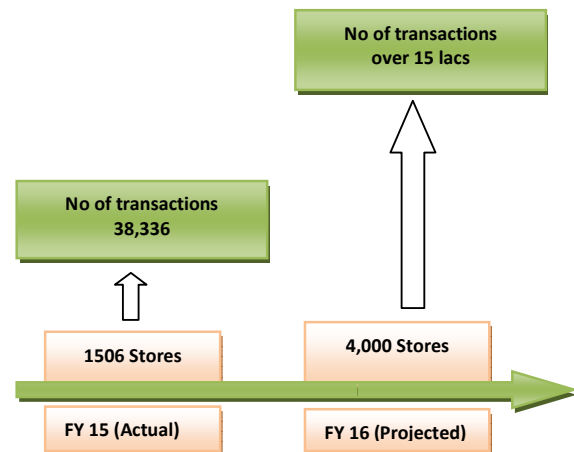 No of transactions
over 15 lacs
No of transactions
38,336
1506 Stores
4,000 Stores
FY 15 (Actual)
FY 16 (Projected)